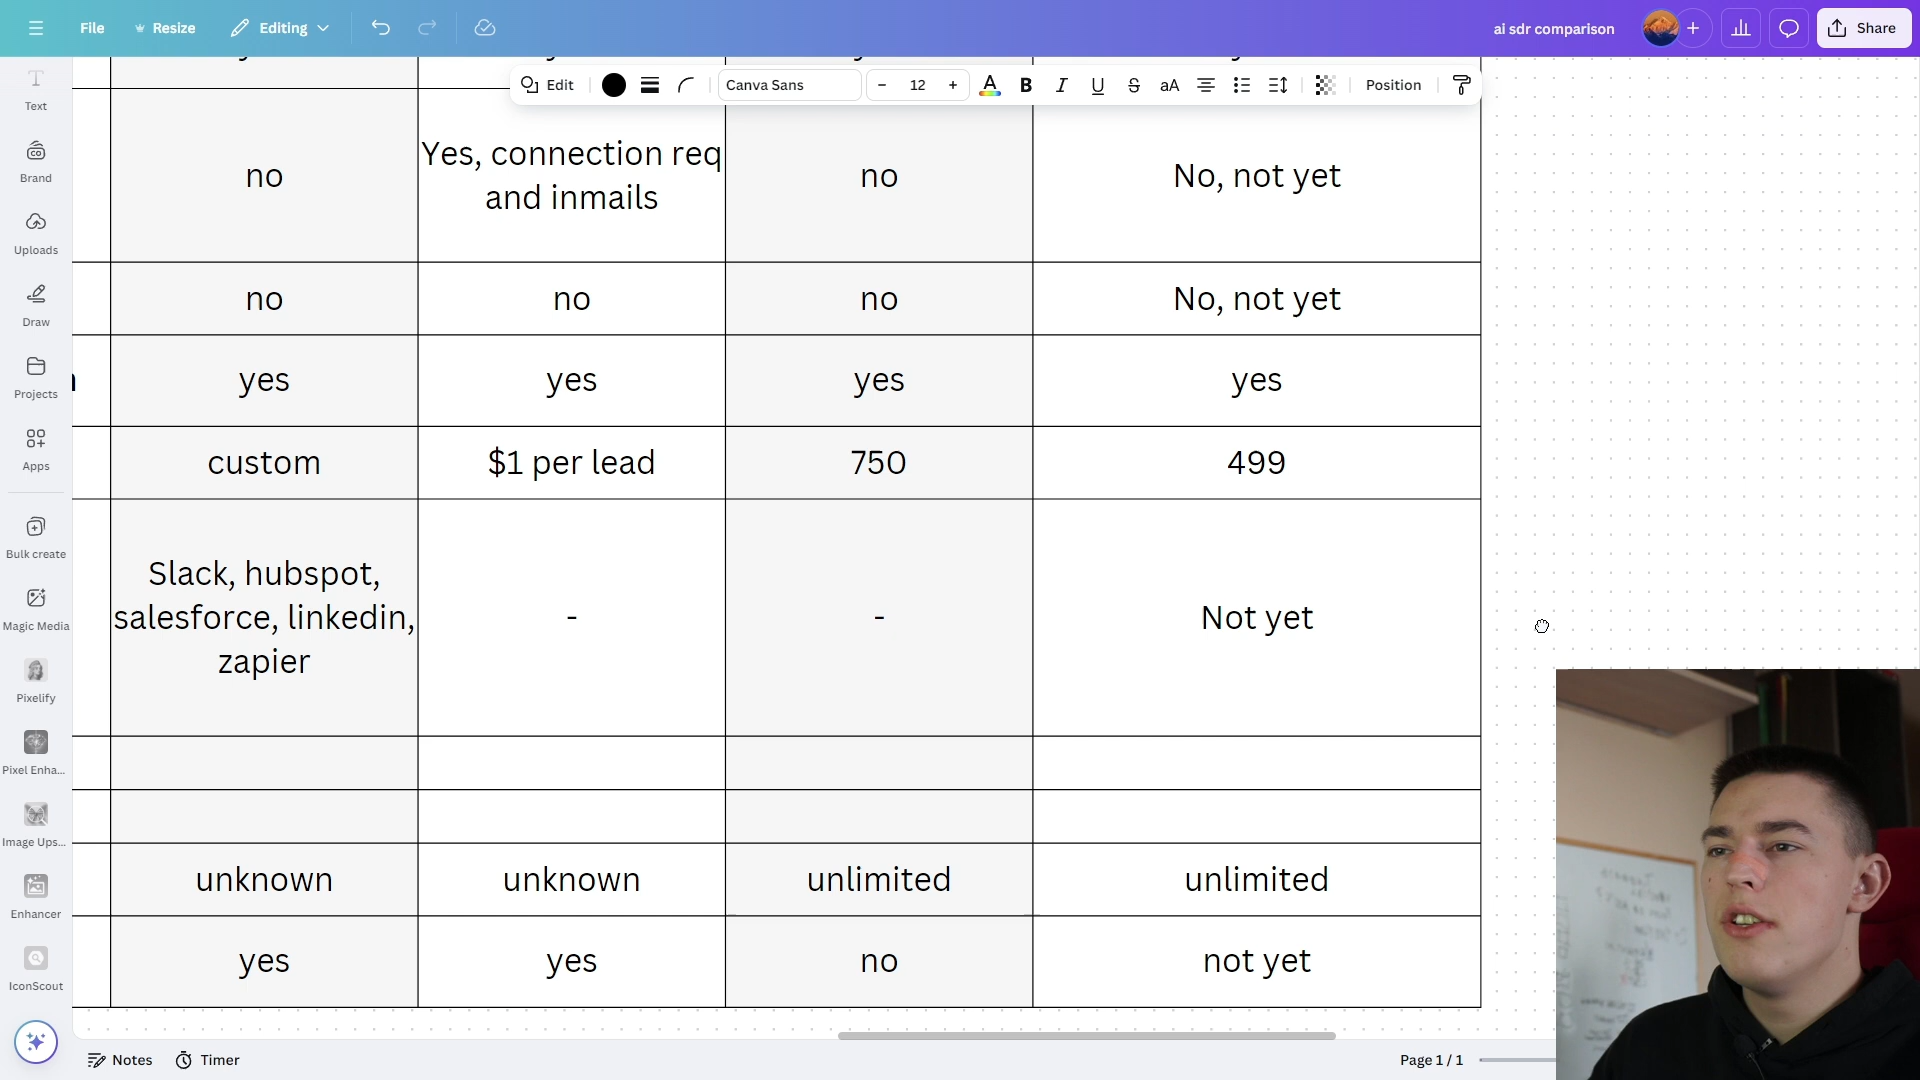 File
Resize
Editing
ai sdr comparison
Share
Edit
Canva Sans
- 12 +
A B I U S aA
Position
Text
Brand
Uploads
Draw
Projects
Apps
Bulk create
Magic Media
Pixelify
Pixel Enha...
Image Ups...
Enhancer
IconScout
no
Yes, connection req
and inmails
no
No, not yet
no
no
no
No, not yet
yes
yes
yes
yes
custom
$1 per lead
750
499
Slack, hubspot,
salesforce, linkedin,
zapier
-
-
Not yet
unknown
unknown
unlimited
unlimited
yes
yes
no
not yet
Notes
Timer
Page 1 / 1